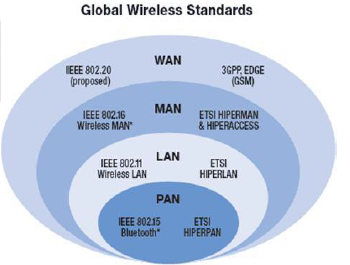 Global Wireless Standards
WAN
IEEE 802.20
(proposed)
3GPP, EDGE
(GSM)
MAN
IEEE 802.16
Wireless MAN*
ETSI HIPERMAN
& HIPERACCESS
LAN
IEEE 802.11
Wireless LAN
ETSI
HIPERLAN
PAN
IEEE 802.15
Bluetooth*
ETSI
HIPERPAN